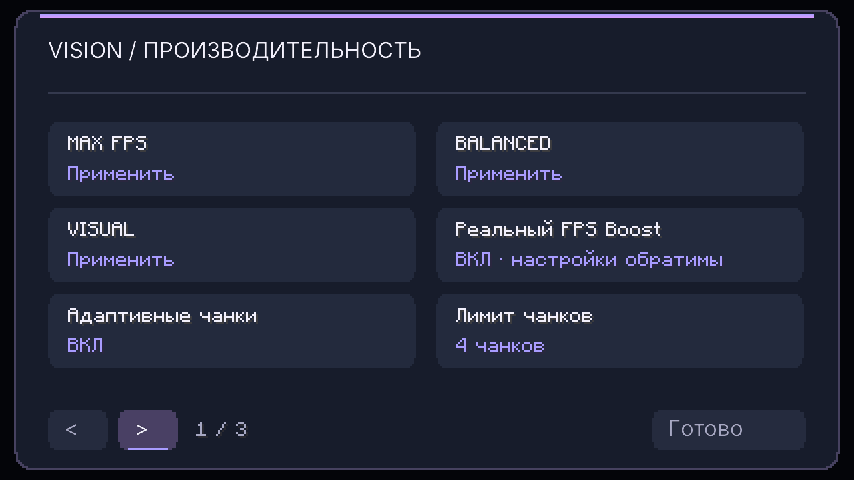 VISION / ПРОИЗВОДИТЕЛЬНОСТЬ
MAX FPS
Применить
BALANCED
Применить
VISUAL
Применить
Реальный FPS Boost
ВКЛ · настройки обратимы
Адаптивные чанки
ВКЛ
Лимит чанков
4 чанков
< > 1 / 3 Готово